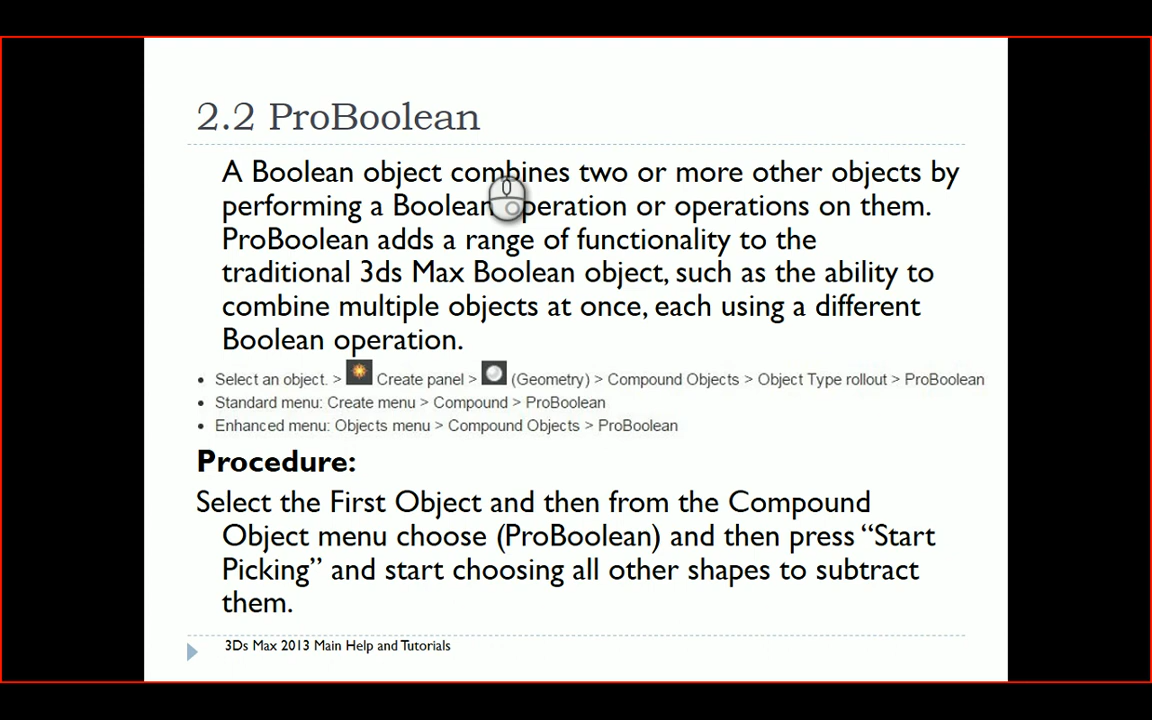 2.2 ProBoolean
A Boolean object combines two or more other objects by
performing a Boolean operation or operations on them.
ProBoolean adds a range of functionality to the
traditional 3ds Max Boolean object, such as the ability to
combine multiple objects at once, each using a different
Boolean operation.
• Select an object. > Create panel > (Geometry) > Compound Objects > Object Type rollout > ProBoolean
• Standard menu: Create menu > Compound > ProBoolean
• Enhanced menu: Objects menu > Compound Objects > ProBoolean
Procedure:
Select the First Object and then from the Compound
Object menu choose (ProBoolean) and then press “Start
Picking” and start choosing all other shapes to subtract
them.
3Ds Max 2013 Main Help and Tutorials